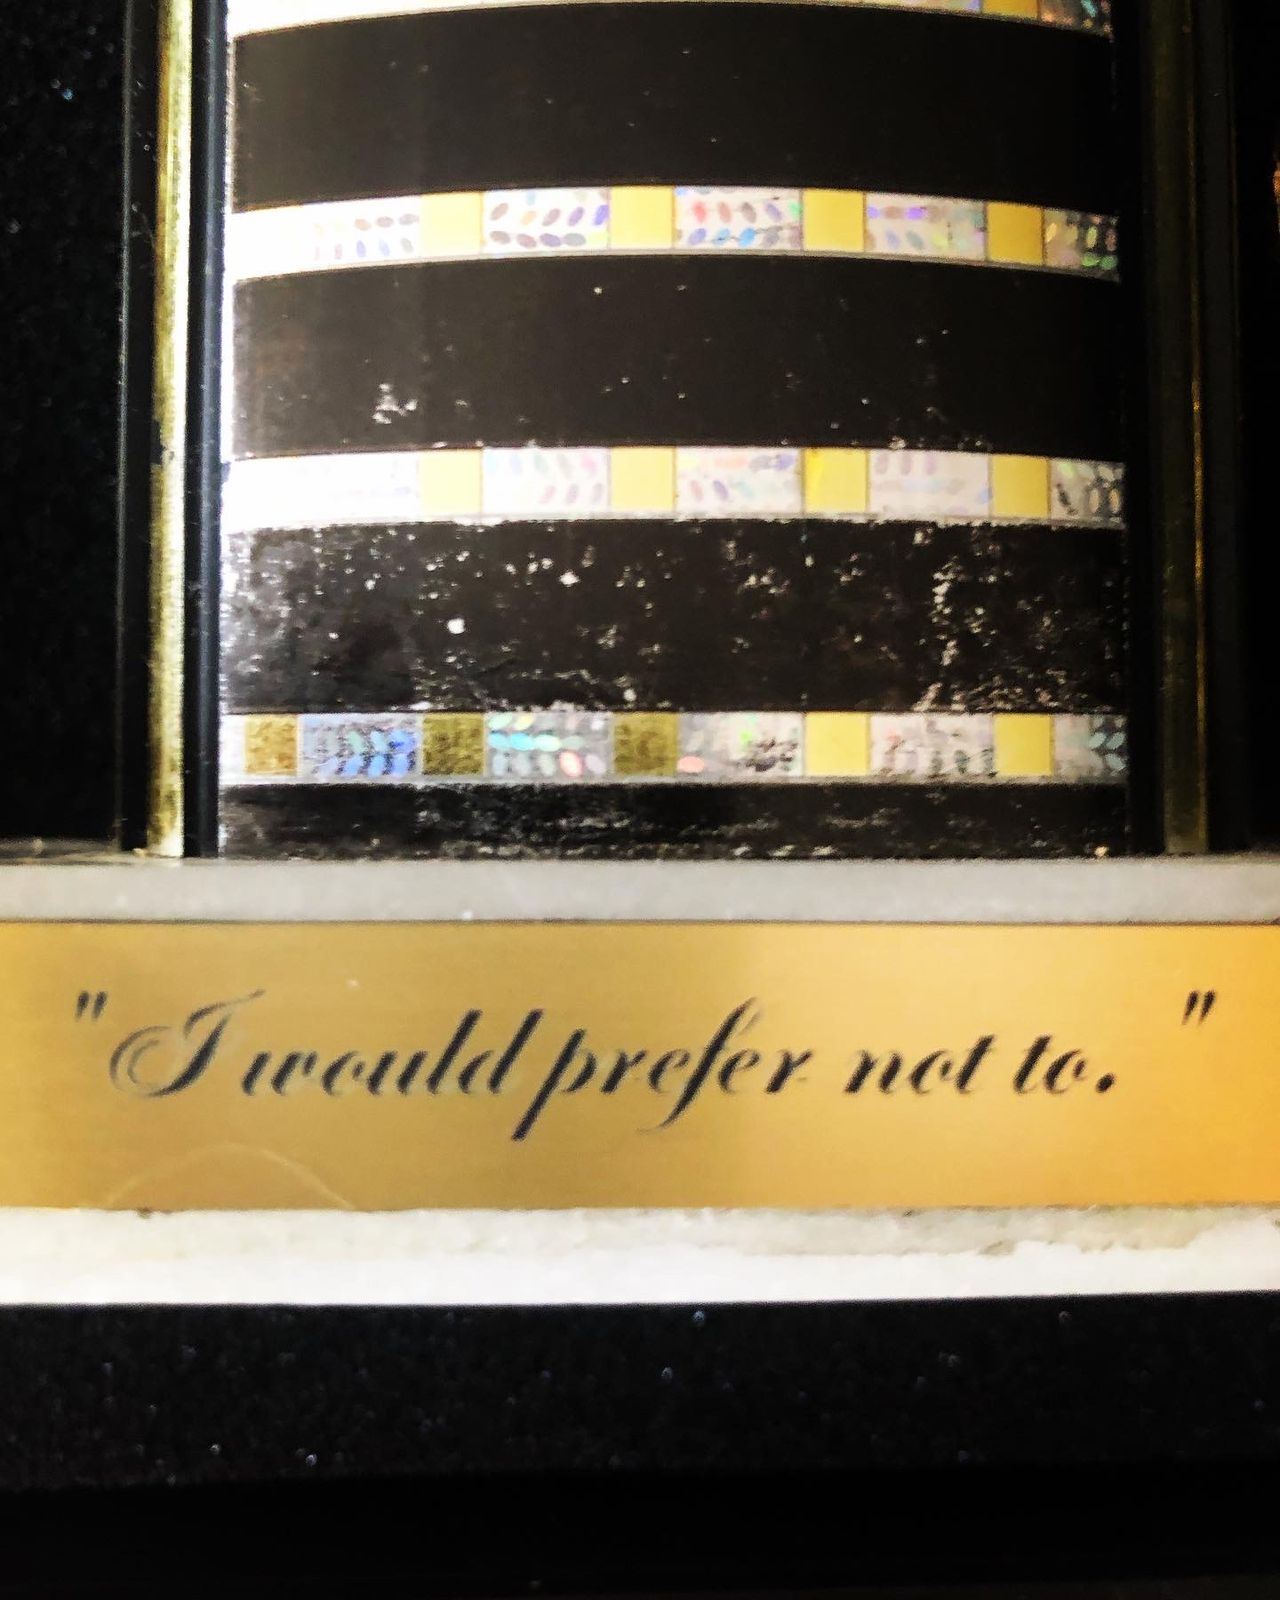 "I would prefer not to. "